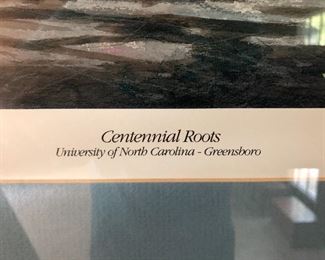 Centennial Roots
University of North Carolina - Greensboro